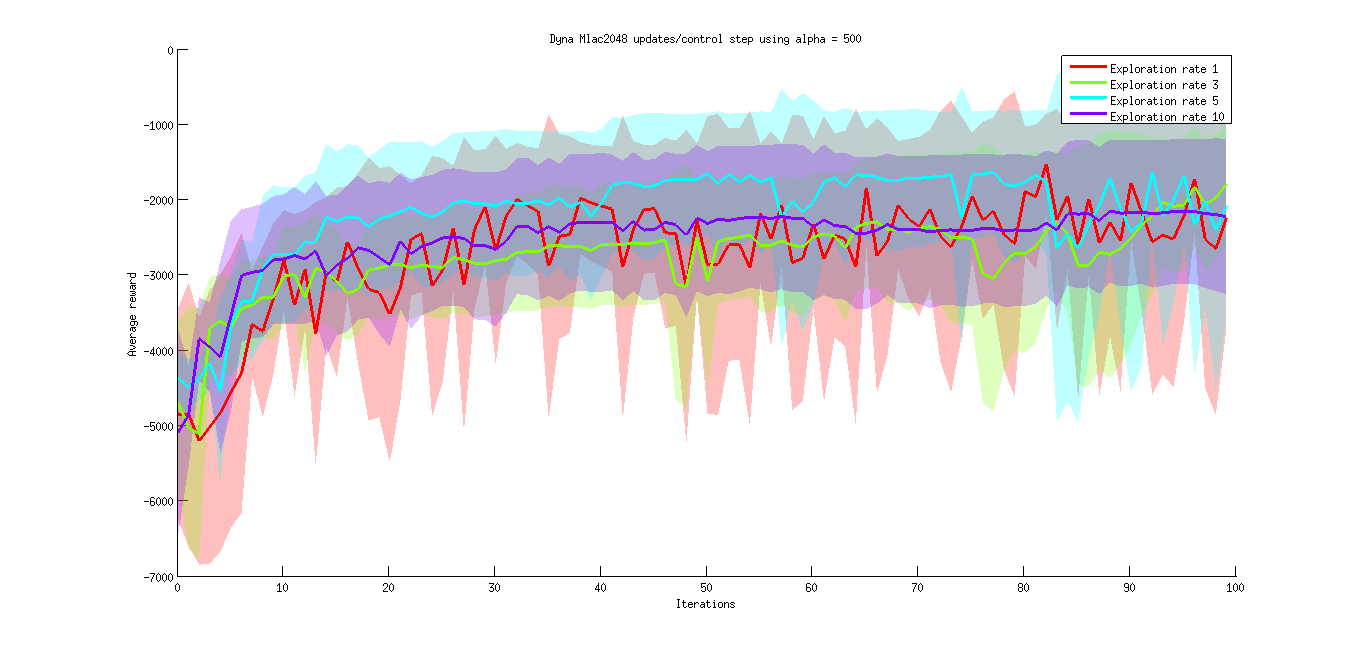 Dyna Mlac2048 updates/control step using alpha = 500
Exploration rate 1
Exploration rate 3
Exploration rate 5
Exploration rate 10
Average reward
0
-1000
-2000
-3000
-4000
-5000
-6000
-7000
0 10 20 30 40 50 60 70 80 90 100
Iterations